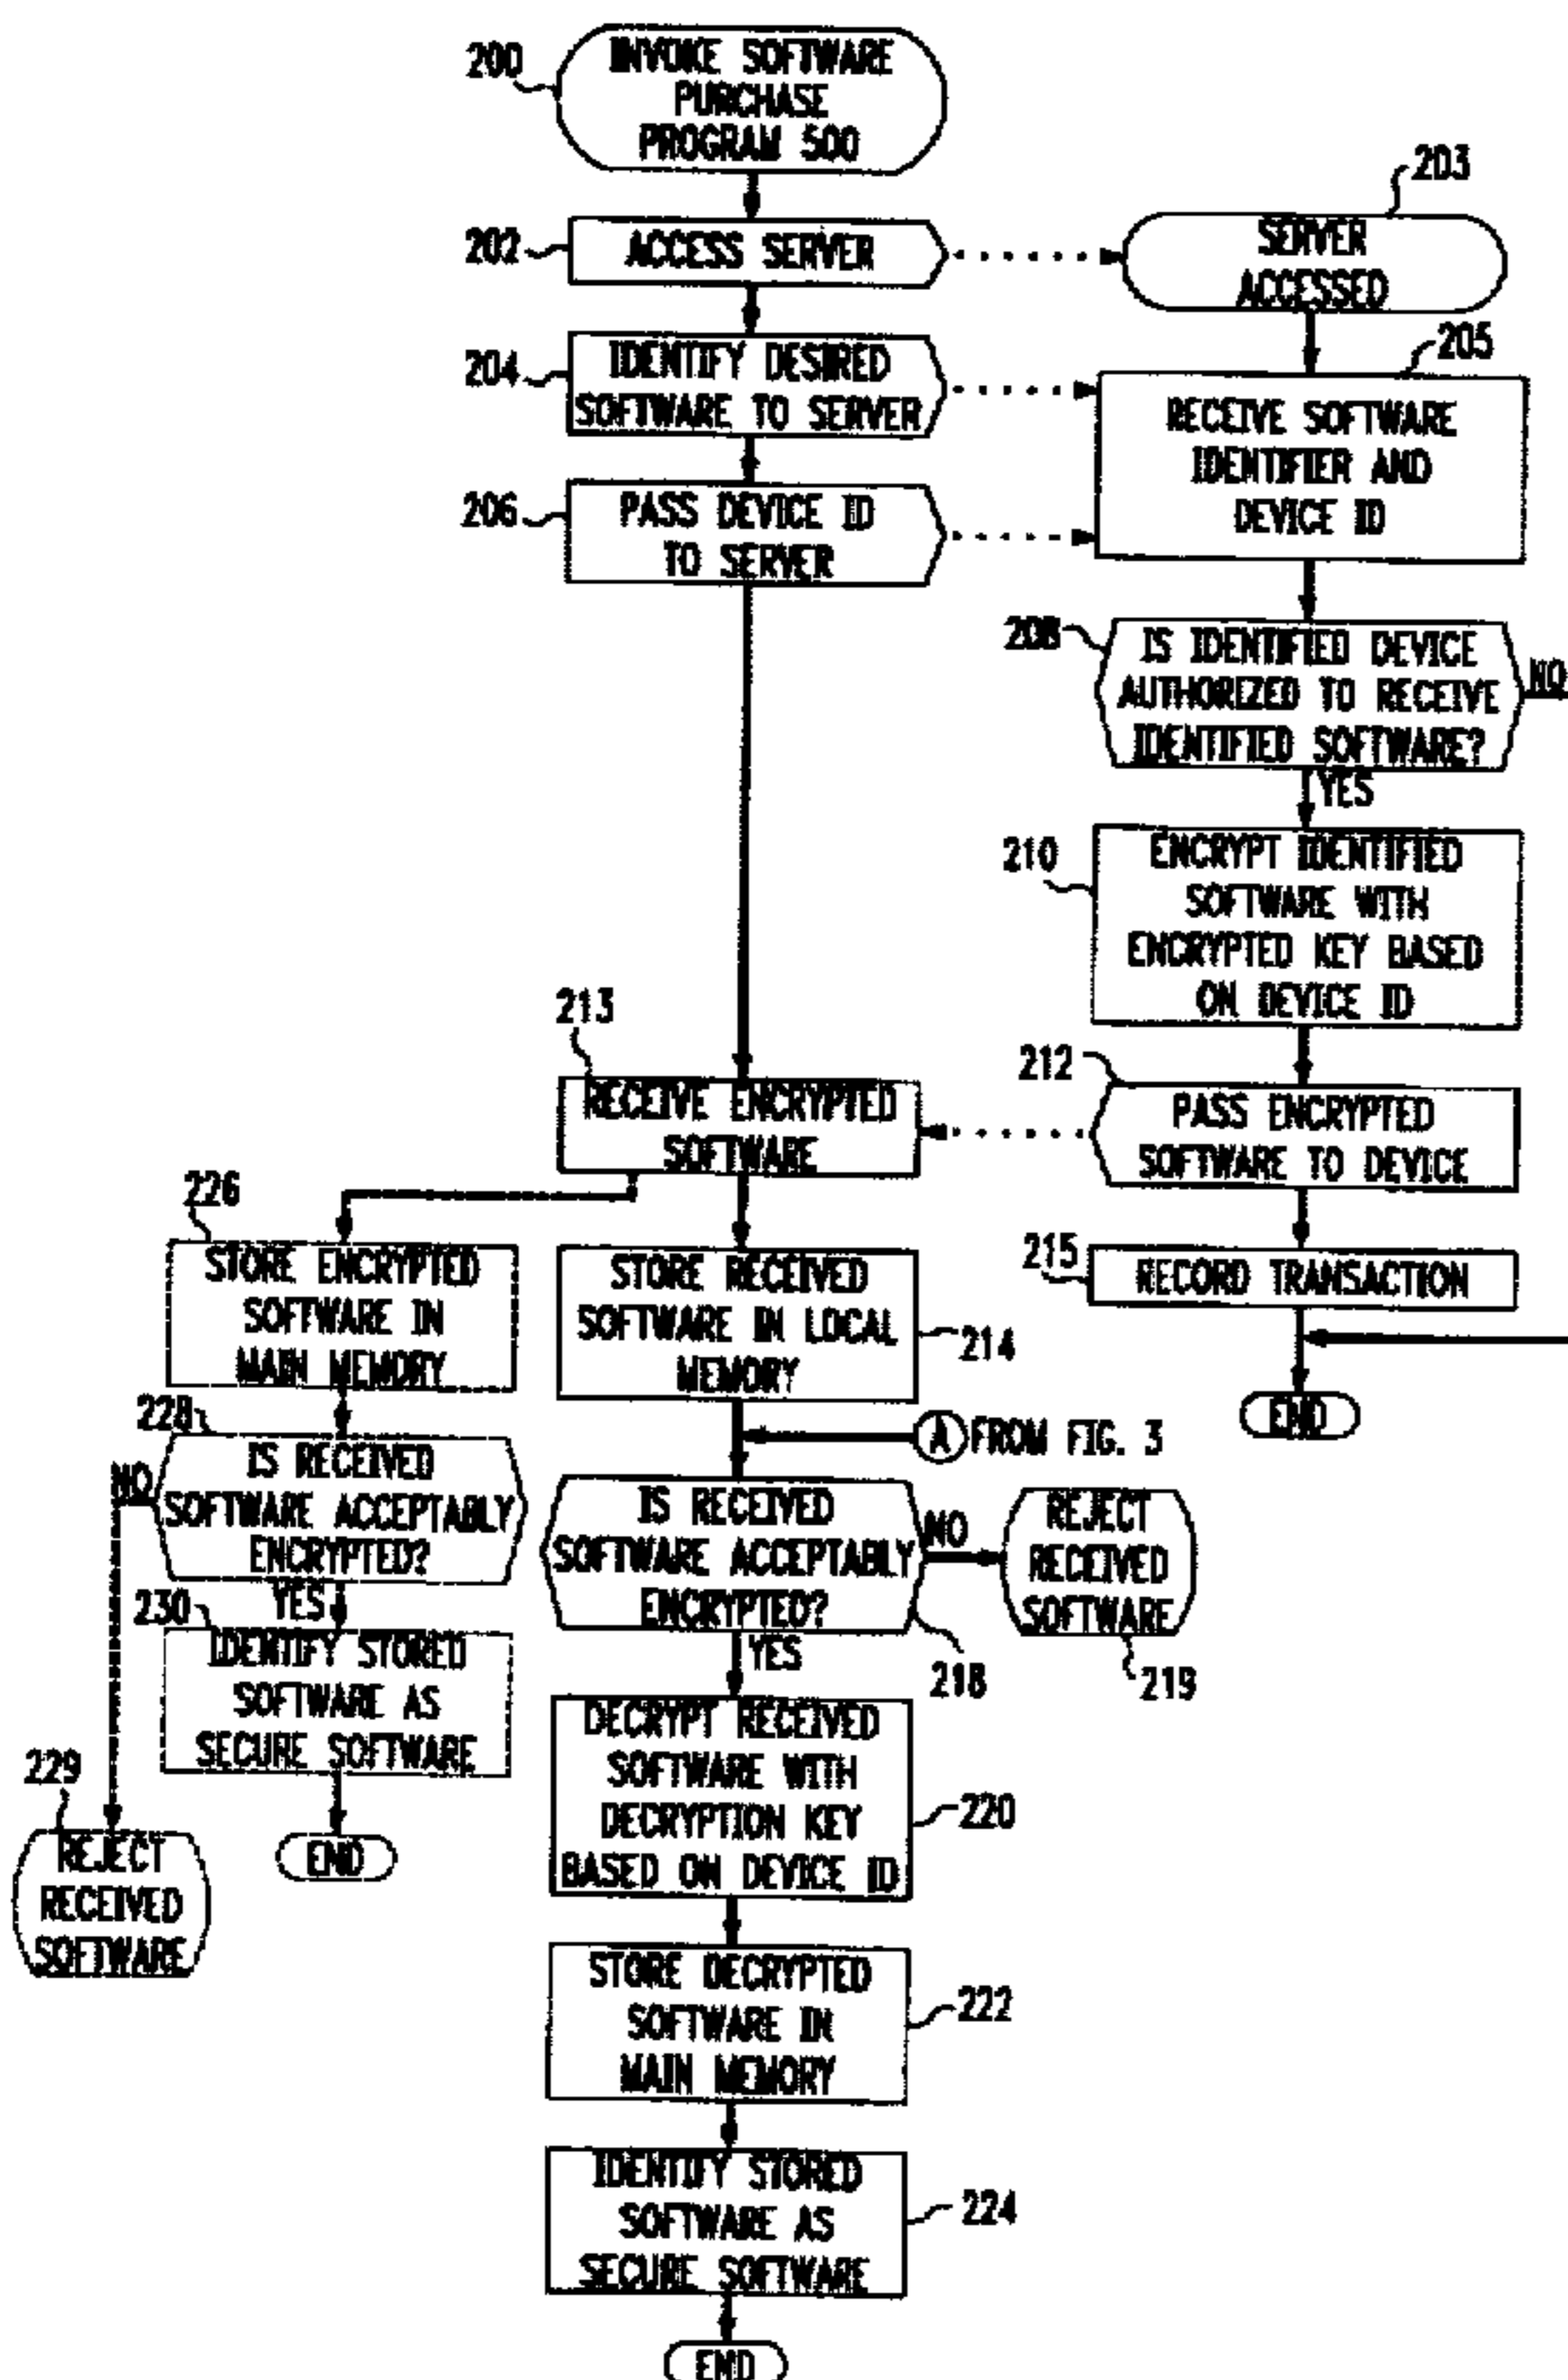 200
INVOKE SOFTWARE
PURCHASE
PROGRAM 500
203
202
ACCESS SERVER
SERVER
ACCESSED
205
204
IDENTIFY DESIRED
SOFTWARE TO SERVER
RECEIVE SOFTWARE
IDENTIFIER AND
DEVICE ID
206
PASS DEVICE ID
TO SERVER
208
IS IDENTIFIED DEVICE
AUTHORIZED TO RECEIVE
IDENTIFIED SOFTWARE?
NO
YES
210
ENCRYPT IDENTIFIED
SOFTWARE WITH
ENCRYPTED KEY BASED
ON DEVICE ID
213
RECEIVE ENCRYPTED
SOFTWARE
212
PASS ENCRYPTED
SOFTWARE TO DEVICE
226
STORE ENCRYPTED
SOFTWARE IN
MAIN MEMORY
STORE RECEIVED
SOFTWARE IN LOCAL
MEMORY
214
215
RECORD TRANSACTION
END
A FROM FIG. 3
228
NO
IS RECEIVED
SOFTWARE ACCEPTABLY
ENCRYPTED?
YES
IS RECEIVED
SOFTWARE ACCEPTABLY
ENCRYPTED?
NO
YES
218
REJECT
RECEIVED
SOFTWARE
219
230
IDENTIFY STORED
SOFTWARE AS
SECURE SOFTWARE
END
229
REJECT
RECEIVED
SOFTWARE
DECRYPT RECEIVED
SOFTWARE WITH
DECRYPTION KEY
BASED ON DEVICE ID
220
STORE DECRYPTED
SOFTWARE IN
MAIN MEMORY
222
IDENTIFY STORED
SOFTWARE AS
SECURE SOFTWARE
224
END